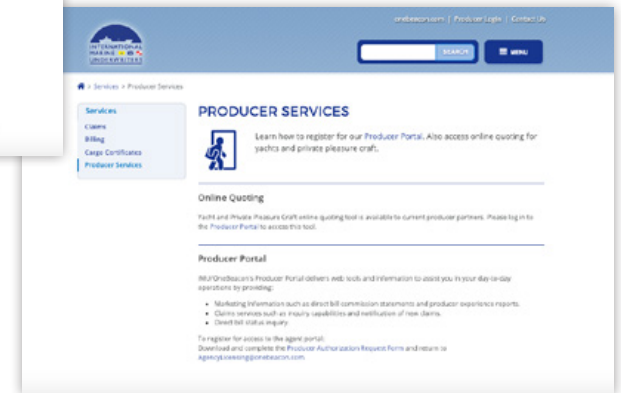 onebeacon.com | Producer Login | Contact Us
INTERNATIONAL
MARINE
UNDERWRITERS
SEARCH
MENU
> Services > Producer Services
Services
Claims
Billing
Cargo Certificates
Producer Services
PRODUCER SERVICES
Learn how to register for our Producer Portal. Also access online quoting for
yachts and private pleasure craft.
Online Quoting
Yacht and Private Pleasure Craft online quoting tool is available to current producer partners. Please log in to
the Producer Portal to access this tool.
Producer Portal
IMU/OneBeacon's Producer Portal delivers web tools and information to assist you in your day-to-day
operations by providing:
• Marketing information such as direct bill commission statements and producer experience reports.
• Claims services such as inquiry capabilities and notification of new claims.
• Direct bill status inquiry.
To register for access to the agent portal:
Download and complete the Producer Authorization Request Form and return to
AgencyLicensing@onebeacon.com.